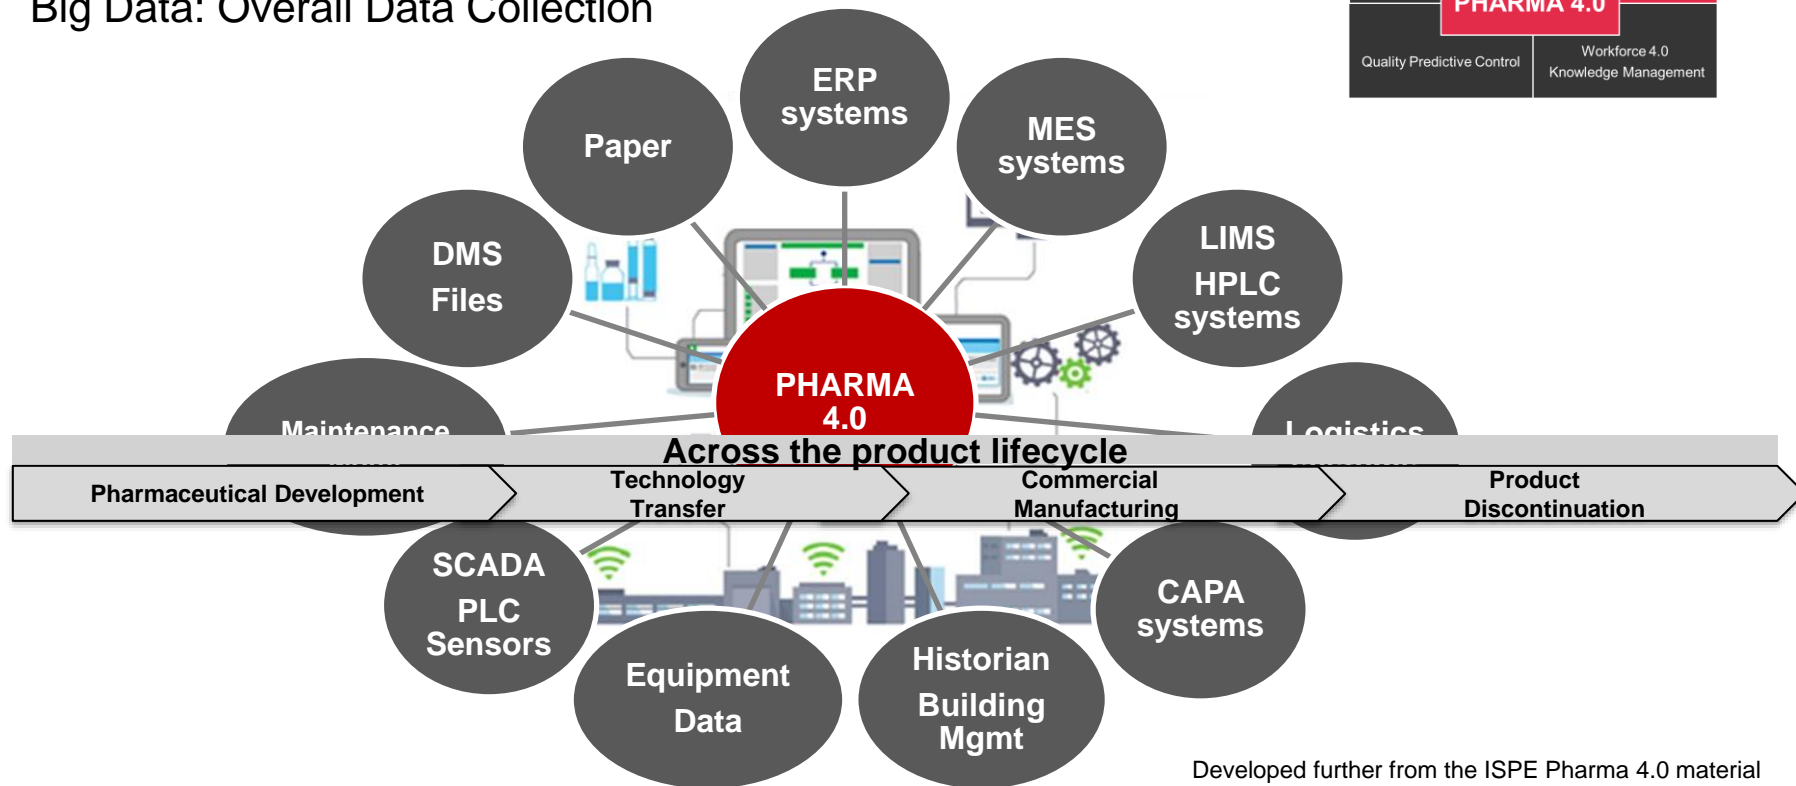 Big Data: Overall Data Collection
PHARMA 4.0
Quality Predictive Control
Workforce 4.0
Knowledge Management
ERP
systems
Paper
MES
systems
DMS
Files
LIMS
HPLC
systems
PHARMA
4.0
Maintenance
Logistics
Across the product lifecycle
Pharmaceutical Development
Technology
Transfer
Commercial
Manufacturing
Product
Discontinuation
SCADA
PLC
Sensors
Equipment
Data
Historian
Building
Mgmt
CAPA
systems
Developed further from the ISPE Pharma 4.0 material